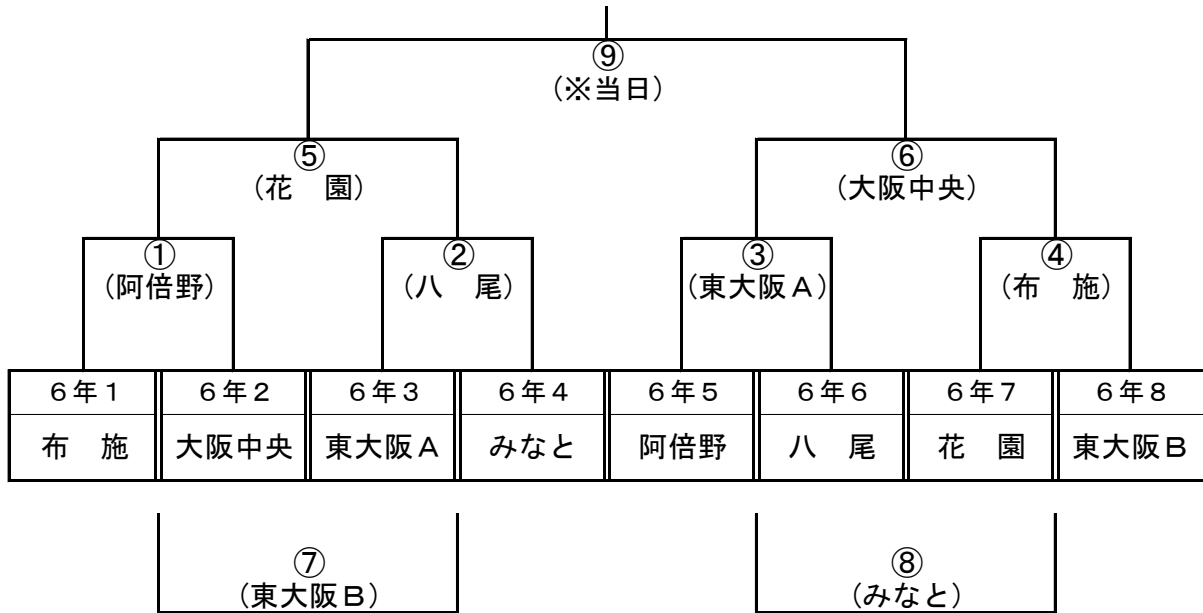 ⑨
(※当日)
⑤ ⑥
(花　園) (大阪中央)
① ② ③ ④
(阿倍野) (八　尾) (東大阪Ａ) (布　施)
６年１ ６年２ ６年３ ６年４ ６年５ ６年６ ６年７ ６年８
布　施 大阪中央 東大阪Ａ みなと 阿倍野 八　尾 花　園 東大阪Ｂ
⑦ ⑧
(東大阪Ｂ) (みなと)